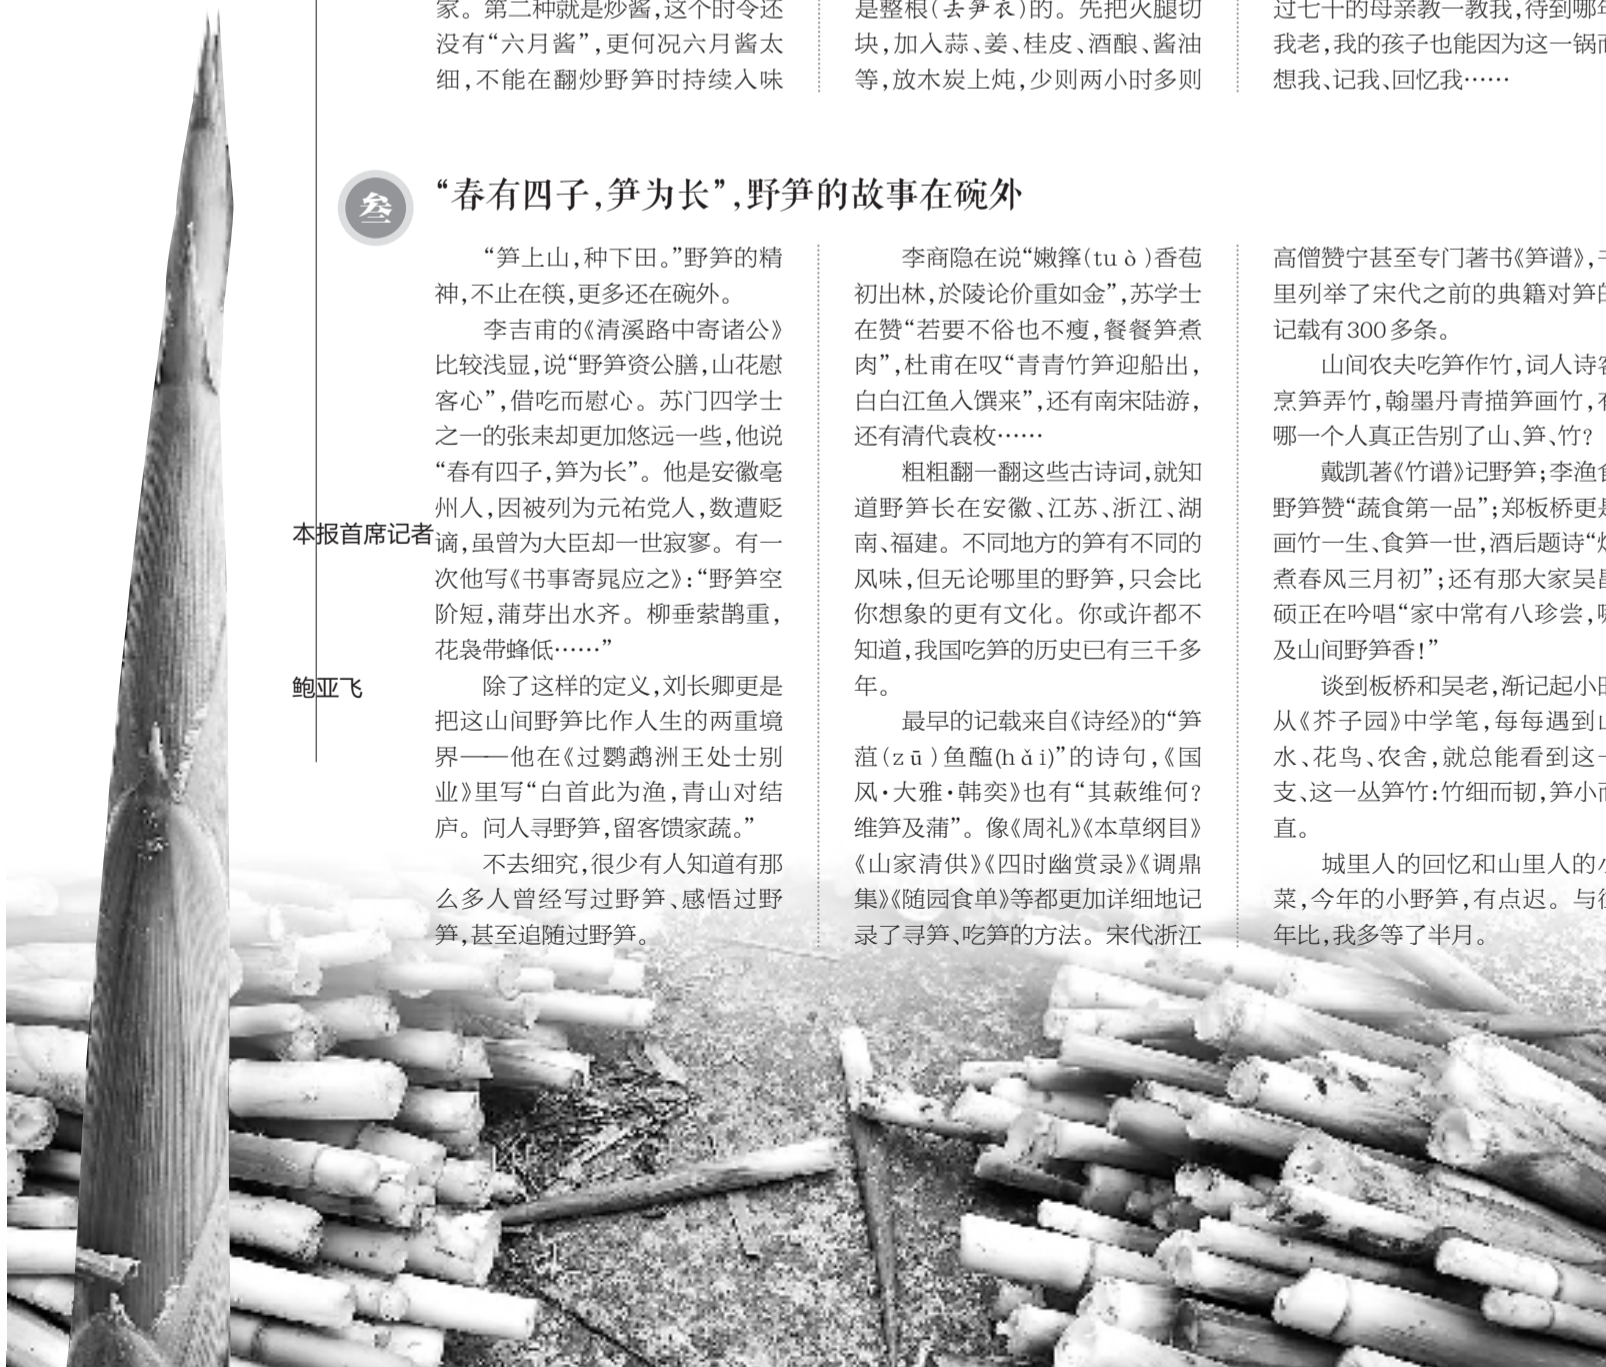 家。第二种就是炒酱，这个时令还
没有“六月酱”，更何况六月酱太
细，不能在翻炒野笋时持续入味
是整根（去笋衣）的。先把火腿切
块，加入蒜、姜、桂皮、酒酿、酱油
等，放木炭上炖，少则两小时多则
过七十的母亲教一教我，待到哪年
我老，我的孩子也能因为这一锅而
想我、记我、回忆我……
叁
“春有四子，笋为长”，野笋的故事在碗外
本报首席记者
鲍亚飞
“笋上山，种下田。”野笋的精
神，不止在筷，更多还在碗外。
李吉甫的《清溪路中寄诸公》
比较浅显，说“野笋资公膳，山花慰
客心”，借吃而慰心。苏门四学士
之一的张耒却更加悠远一些，他说
“春有四子，笋为长”。他是安徽亳
州人，因被列为元祐党人，数遭贬
谪，虽曾为大臣却一世寂寥。有一
次他写《书事寄晁应之》：“野笋空
阶短，蒲芽出水齐。柳垂萦鹊重，
花袅带蜂低……”
除了这样的定义，刘长卿更是
把这山间野笋比作人生的两重境
界——他在《过鹦鹉洲王处士别
业》里写“白首此为渔，青山对结
庐。问人寻野笋，留客馈家蔬。”
不去细究，很少有人知道有那
么多人曾经写过野笋、感悟过野
笋，甚至追随过野笋。
李商隐在说“嫩箨（tuò）香苞
初出林，於陵论价重如金”，苏学士
在赞“若要不俗也不瘦，餐餐笋煮
肉”，杜甫在叹“青青竹笋迎船出，
白白江鱼入馔来”，还有南宋陆游，
还有清代袁枚……
粗粗翻一翻这些古诗词，就知
道野笋长在安徽、江苏、浙江、湖
南、福建。不同地方的笋有不同的
风味，但无论哪里的野笋，只会比
你想象的更有文化。你或许都不
知道，我国吃笋的历史已有三千多
年。
最早的记载来自《诗经》的“笋
菹（zū）鱼醢(hǎi)”的诗句，《国
风·大雅·韩奕》也有“其蔌维何？
维笋及蒲”。像《周礼》《本草纲目》
《山家清供》《四时幽赏录》《调鼎
集》《随园食单》等都更加详细地记
录了寻笋、吃笋的方法。宋代浙江
高僧赞宁甚至专门著书《笋谱》，书
里列举了宋代之前的典籍对笋的
记载有300多条。
山间农夫吃笋作竹，词人诗客
烹笋弄竹，翰墨丹青描笋画竹，有
哪一个人真正告别了山、笋、竹？
戴凯著《竹谱》记野笋；李渔食
野笋赞“蔬食第一品”；郑板桥更是
画竹一生、食笋一世，酒后题诗“烂
煮春风三月初”；还有那大家吴昌
硕正在吟唱“家中常有八珍尝，哪
及山间野笋香！”
谈到板桥和吴老，渐记起小时
从《芥子园》中学笔，每每遇到山
水、花鸟、农舍，就总能看到这一
支、这一丛笋竹：竹细而韧，笋小而
直。
城里人的回忆和山里人的小
菜，今年的小野笋，有点迟。与往
年比，我多等了半月。